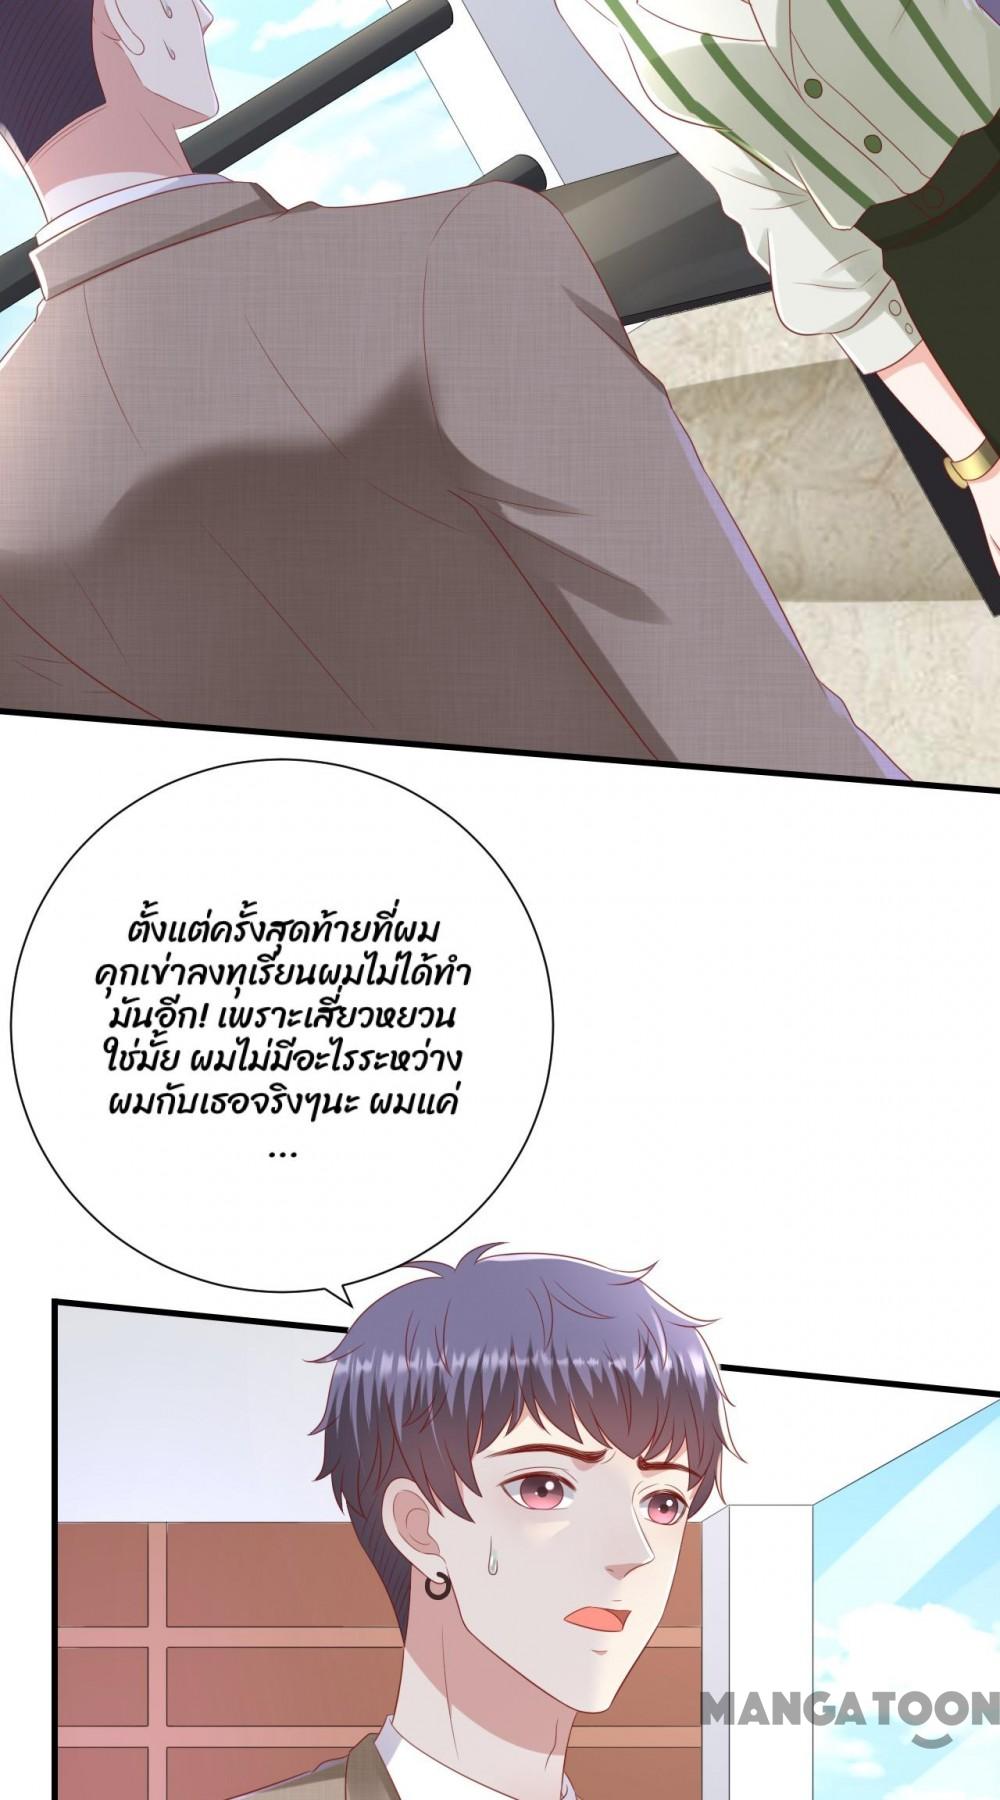 ตั้งแต่ครั้งสุดท้ายที่ผม
คุกเข่าลงทุเรียนผมไม่ได้ทำ
มันอีก! เพราะเสี่ยวหยวน
ใช่มั้ย ผมไม่มีอะไรระหว่าง
ผมกับเธอจริงๆนะ ผมแค่
...
MANGATOON